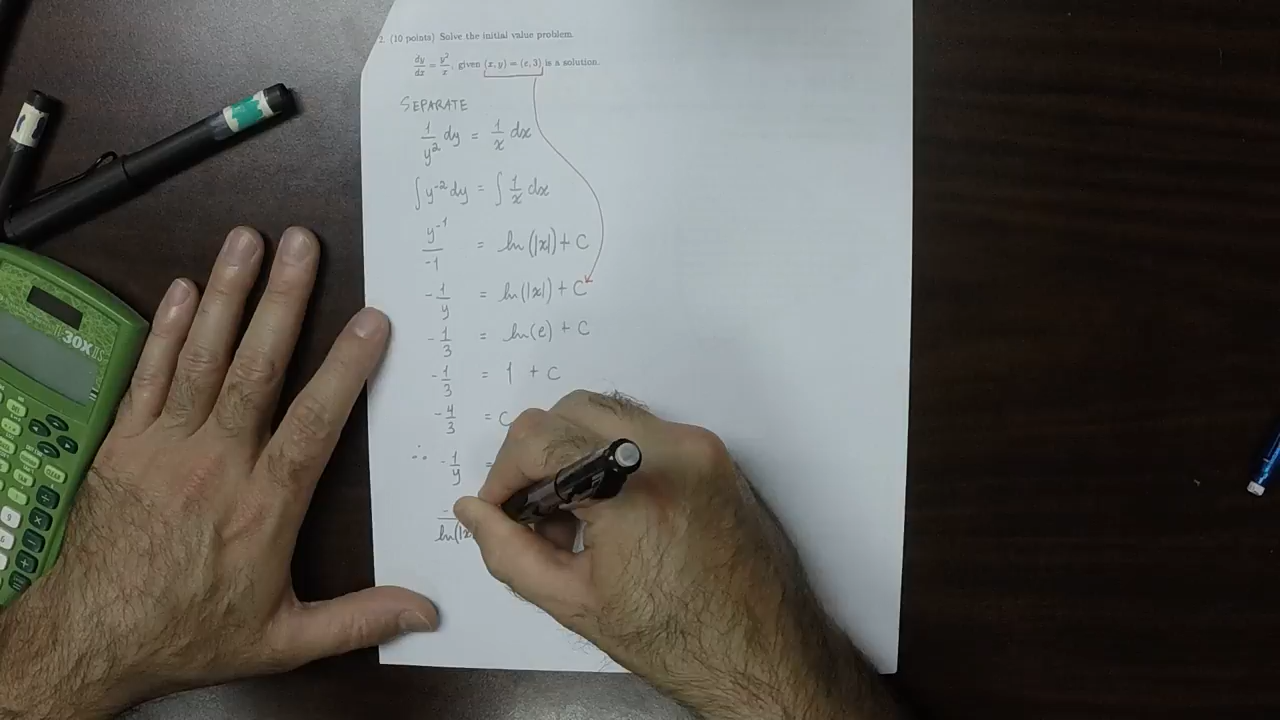 2. (10 points) Solve the initial value problem.
dy/dx = y²/x, given (x, y) = (e, 3) is a solution.
SEPARATE
1/y² dy = 1/x dx
∫ y⁻² dy = ∫ 1/x dx
y⁻¹/-1 = ln(|x|) + C
-1/y = ln(|x|) + C
-1/3 = ln(e) + C
-1/3 = 1 + C
-4/3 = C
∴ -1/y =
ln(|x
30X IIS